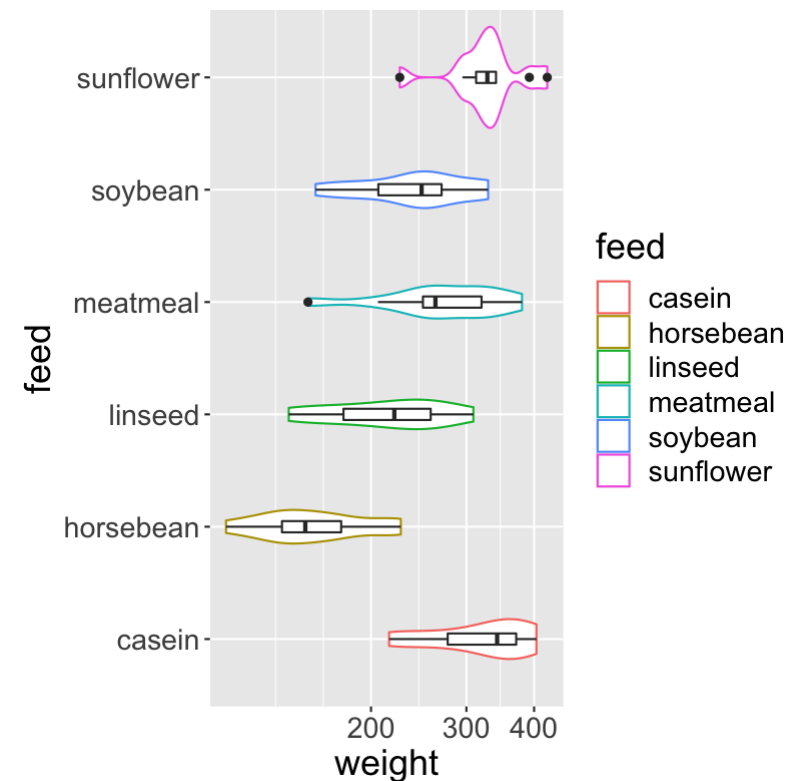 sunflower
soybean
meatmeal
linseed
horsebean
casein
feed
200 300 400
weight
feed
casein
horsebean
linseed
meatmeal
soybean
sunflower